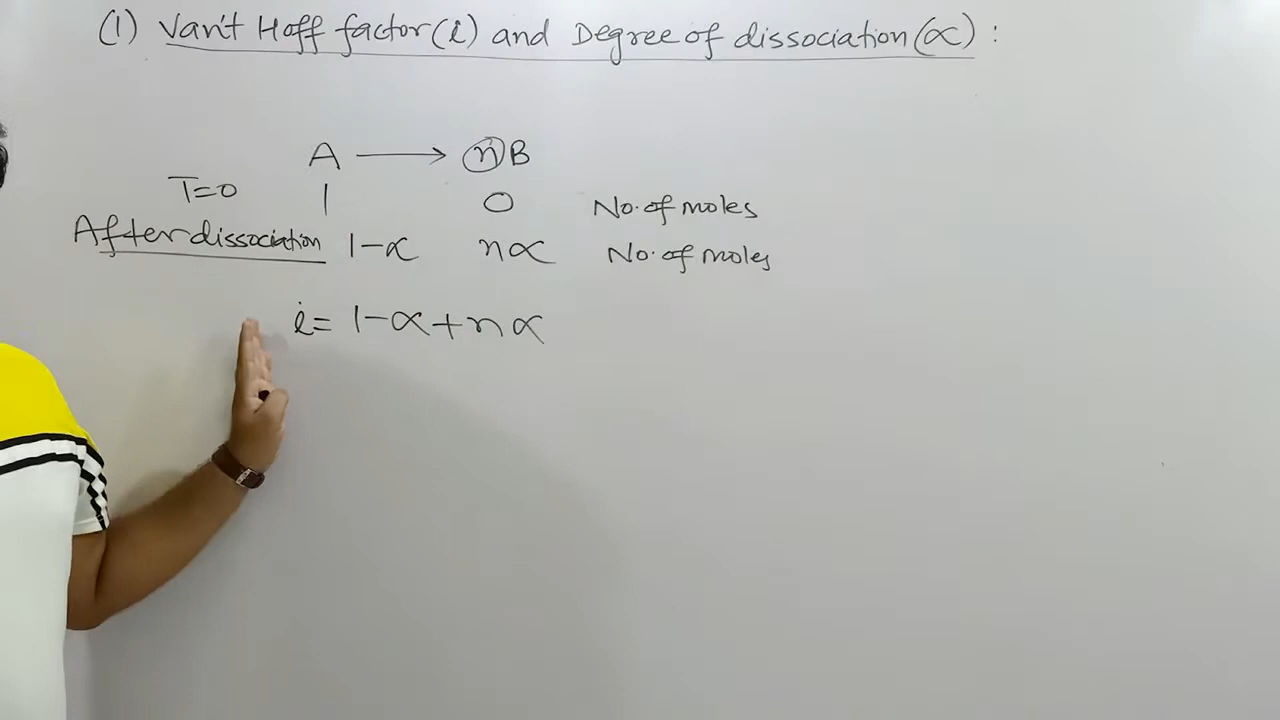 (1) Van't Hoff factor (i) and Degree of dissociation (α) :
A ⟶ nB
T=0 1 0 No. of moles
After dissociation 1-α nα No. of moles
i = 1-α+nα